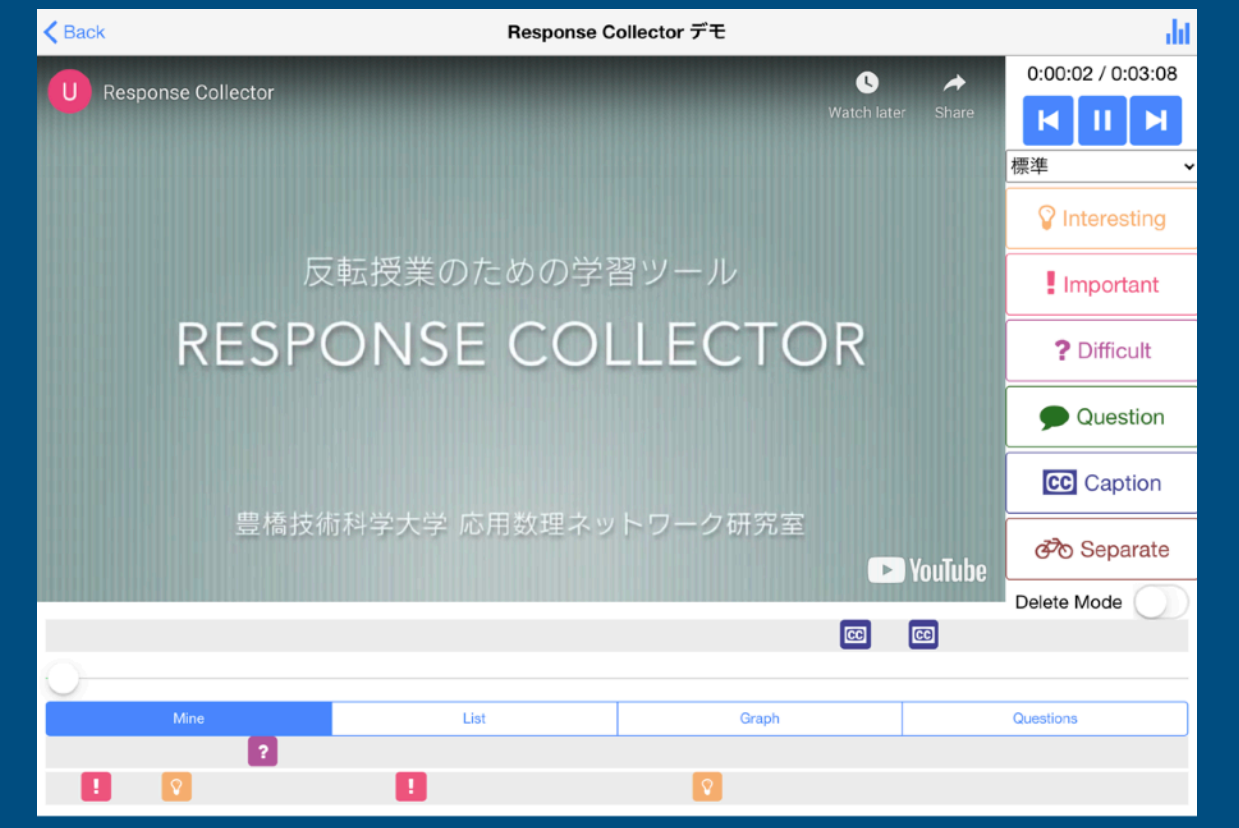 Back
Response Collector デモ
U
Response Collector
Watch later
Share
反転授業のための学習ツール
RESPONSE COLLECTOR
豊橋技術科学大学 応用数理ネットワーク研究室
YouTube
0:00:02 / 0:03:08
標準
Interesting
! Important
? Difficult
Question
CC Caption
Separate
Delete Mode
CC
CC
Mine
List
Graph
Questions
?
!
!